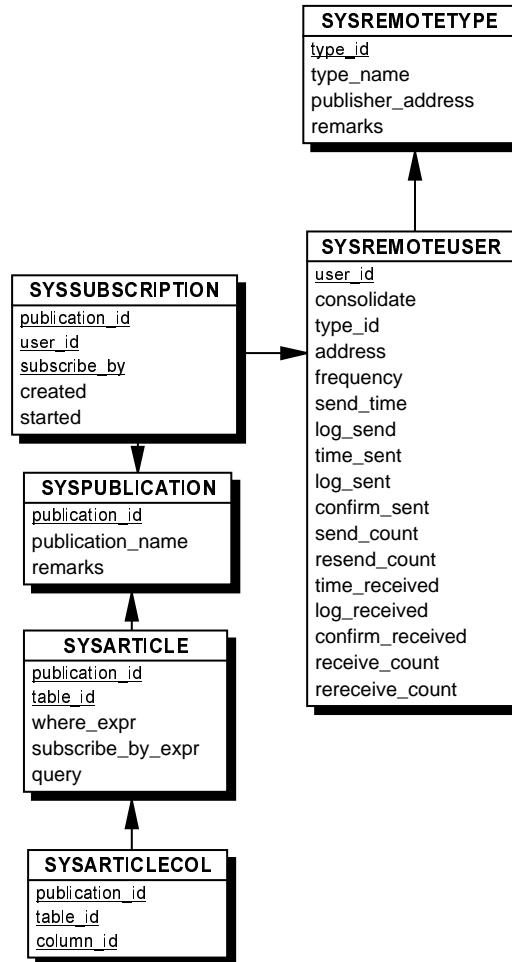 SYSREMOTETYPE
type_id
type_name
publisher_address
remarks
SYSREMOTEUSER
user_id
consolidate
type_id
address
frequency
send_time
log_send
time_sent
log_sent
confirm_sent
send_count
resend_count
time_received
log_received
confirm_received
receive_count
rereceive_count
SYSSUBSCRIPTION
publication_id
user_id
subscribe_by
created
started
SYSPUBLICATION
publication_id
publication_name
remarks
SYSARTICLE
publication_id
table_id
where_expr
subscribe_by_expr
query
SYSARTICLECOL
publication_id
table_id
column_id